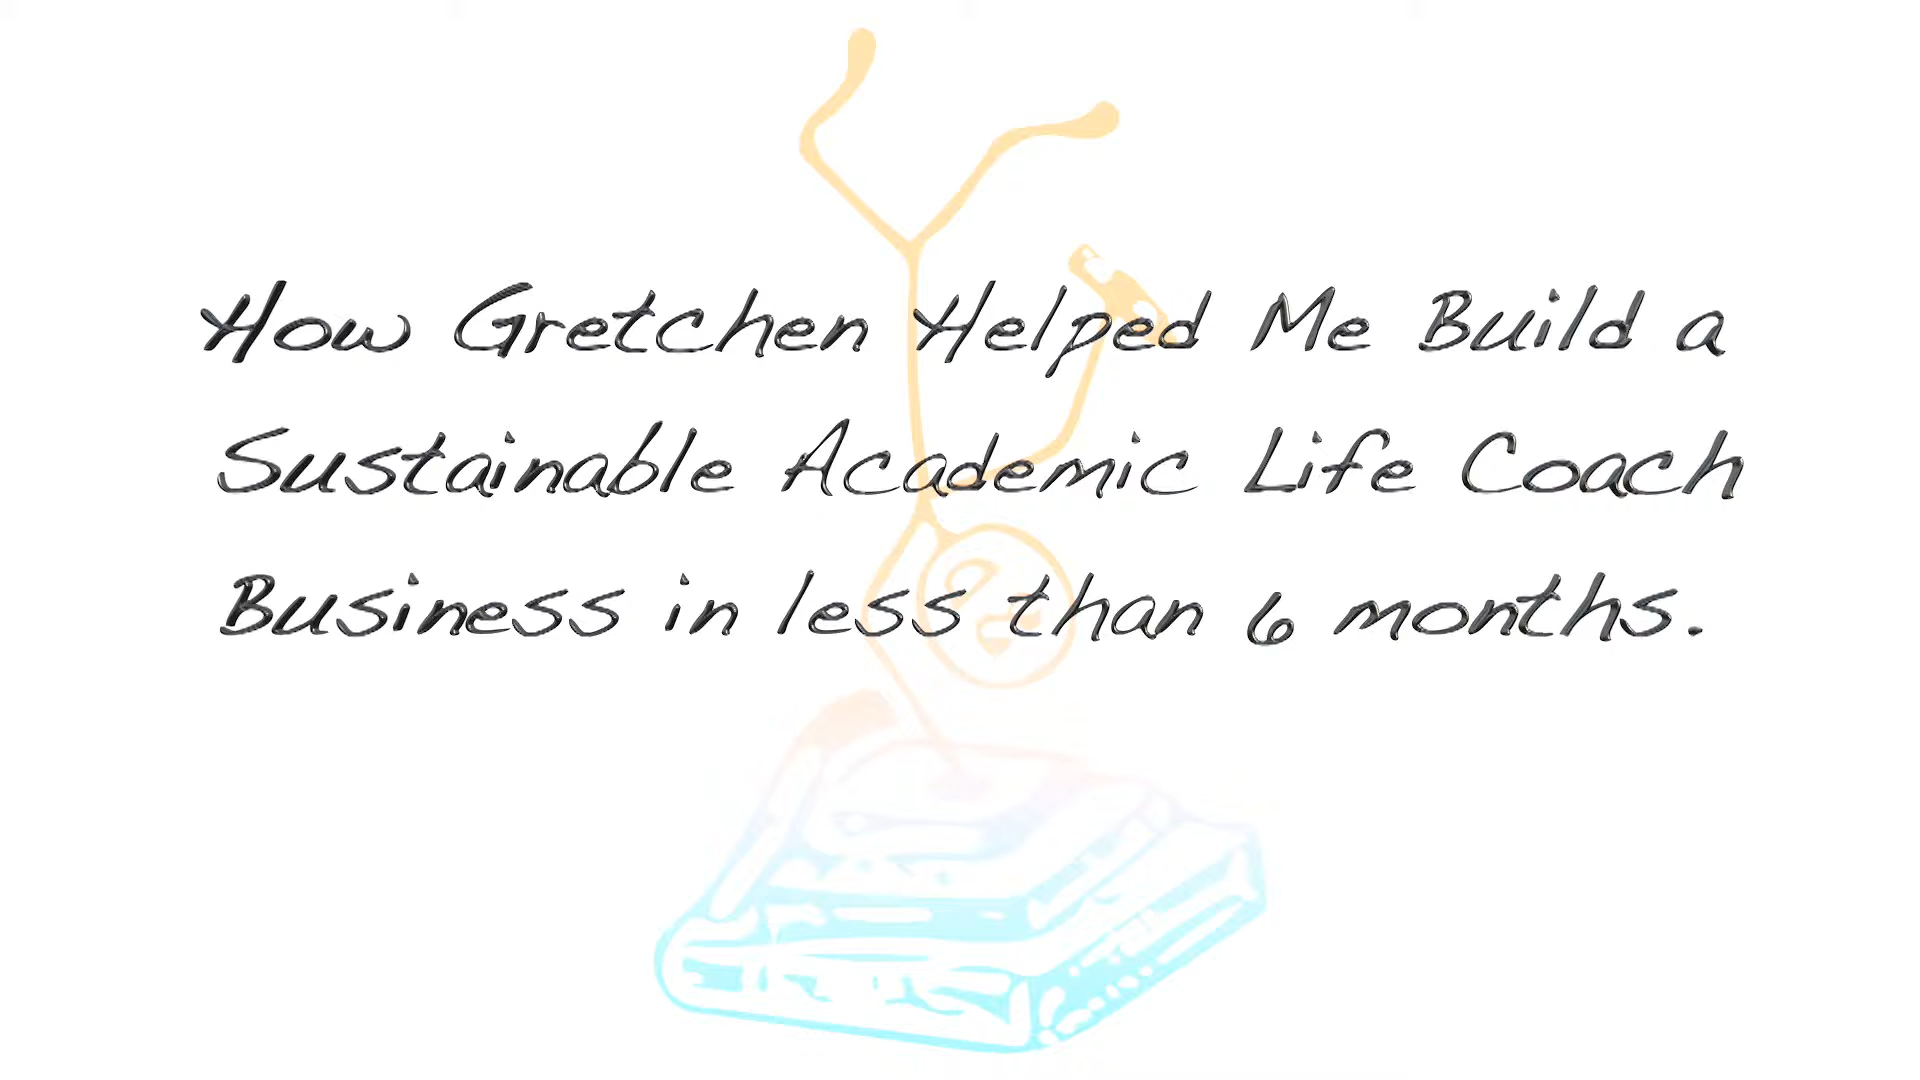 How Gretchen Helped Me Build a
Sustainable Academic Life Coach
Business in less than 6 months.